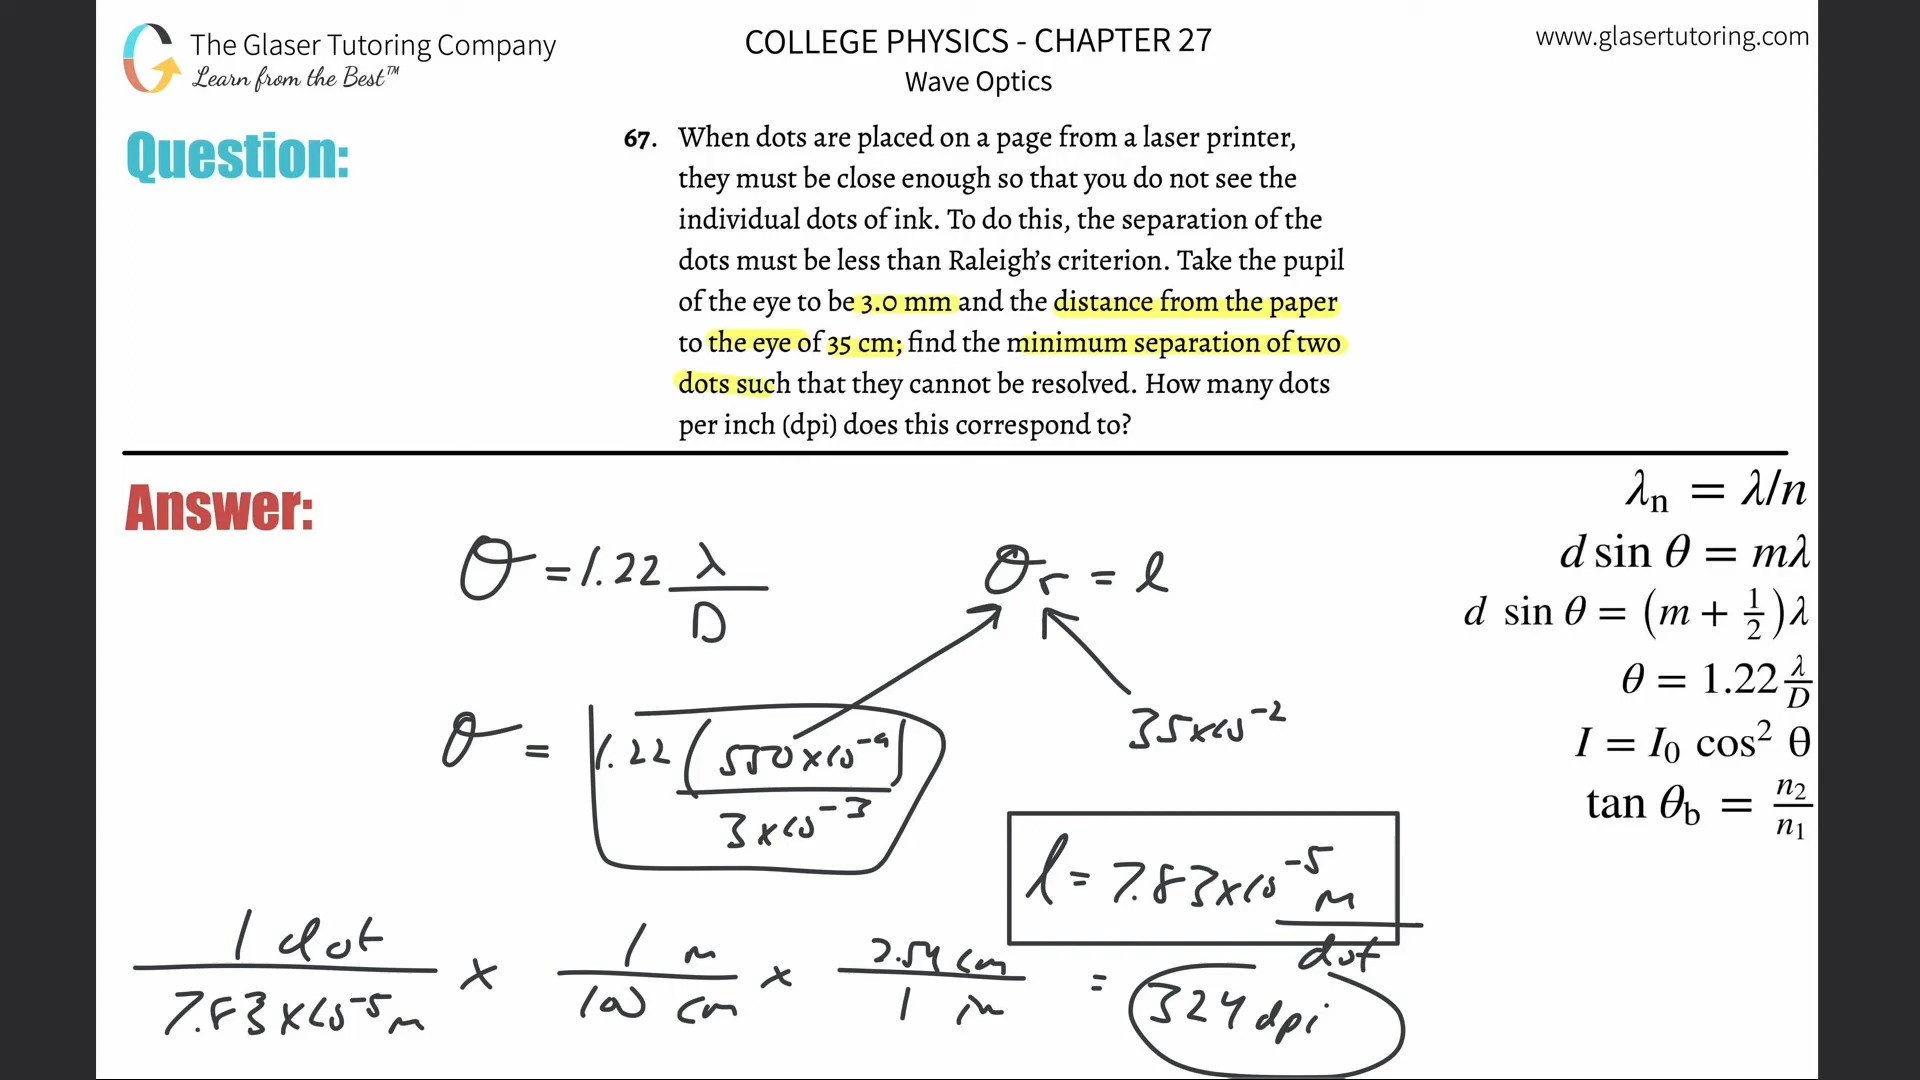 The Glaser Tutoring Company
Learn from the Best™
COLLEGE PHYSICS - CHAPTER 27
Wave Optics
www.glasertutoring.com
Question:
67. When dots are placed on a page from a laser printer,
they must be close enough so that you do not see the
individual dots of ink. To do this, the separation of the
dots must be less than Raleigh's criterion. Take the pupil
of the eye to be 3.0 mm and the distance from the paper
to the eye of 35 cm; find the minimum separation of two
dots such that they cannot be resolved. How many dots
per inch (dpi) does this correspond to?
Answer:
λn = λ/n
d sin θ = mλ
d sin θ = (m + 1/2)λ
θ = 1.22 λ/D
I = I₀ cos² θ
tan θb = n₂/n₁
θ = 1.22 λ/D
θr = l
θ = 1.22 (550×10⁻⁹)/3×10⁻³
35×10⁻²
l = 7.83×10⁻⁵ m/dot
1 dot/7.83×10⁻⁵ m × 1 m/100 cm × 2.54 cm/1 in = 324 dpi